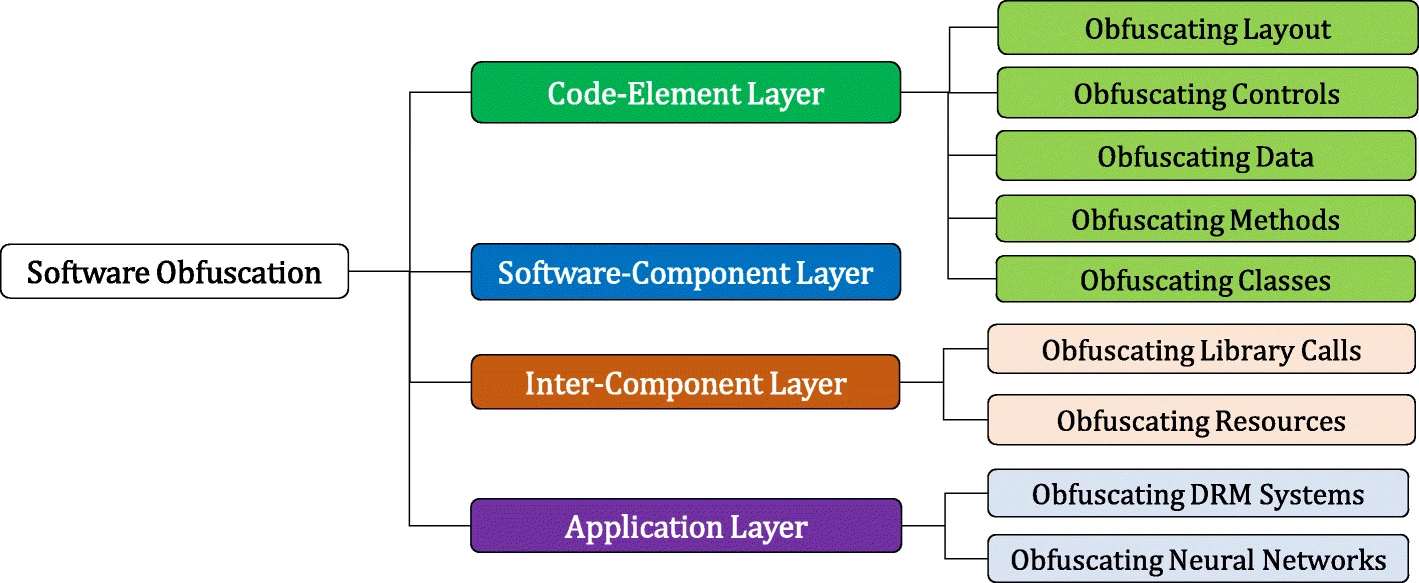 Software Obfuscation
Code-Element Layer
Obfuscating Layout
Obfuscating Controls
Obfuscating Data
Obfuscating Methods
Obfuscating Classes
Software-Component Layer
Inter-Component Layer
Obfuscating Library Calls
Obfuscating Resources
Application Layer
Obfuscating DRM Systems
Obfuscating Neural Networks